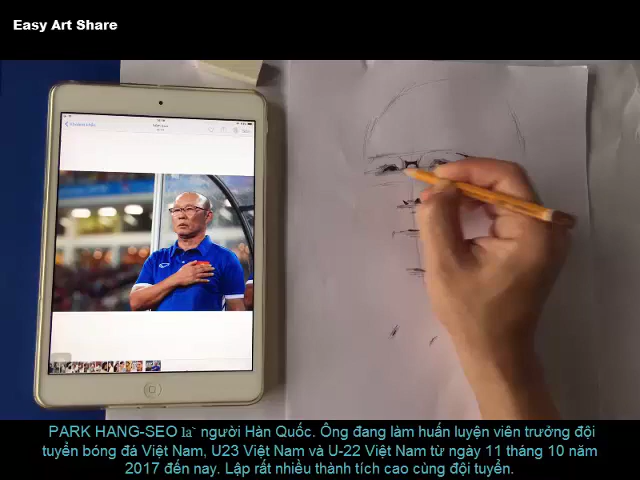 Easy Art Share
PARK HANG-SEO là người Hàn Quốc. Ông đang làm huấn luyện viên trưởng đội
tuyển bóng đá Việt Nam, U23 Việt Nam và U-22 Việt Nam từ ngày 11 tháng 10 năm
2017 đến nay. Lập rất nhiều thành tích cao cùng đội tuyển.